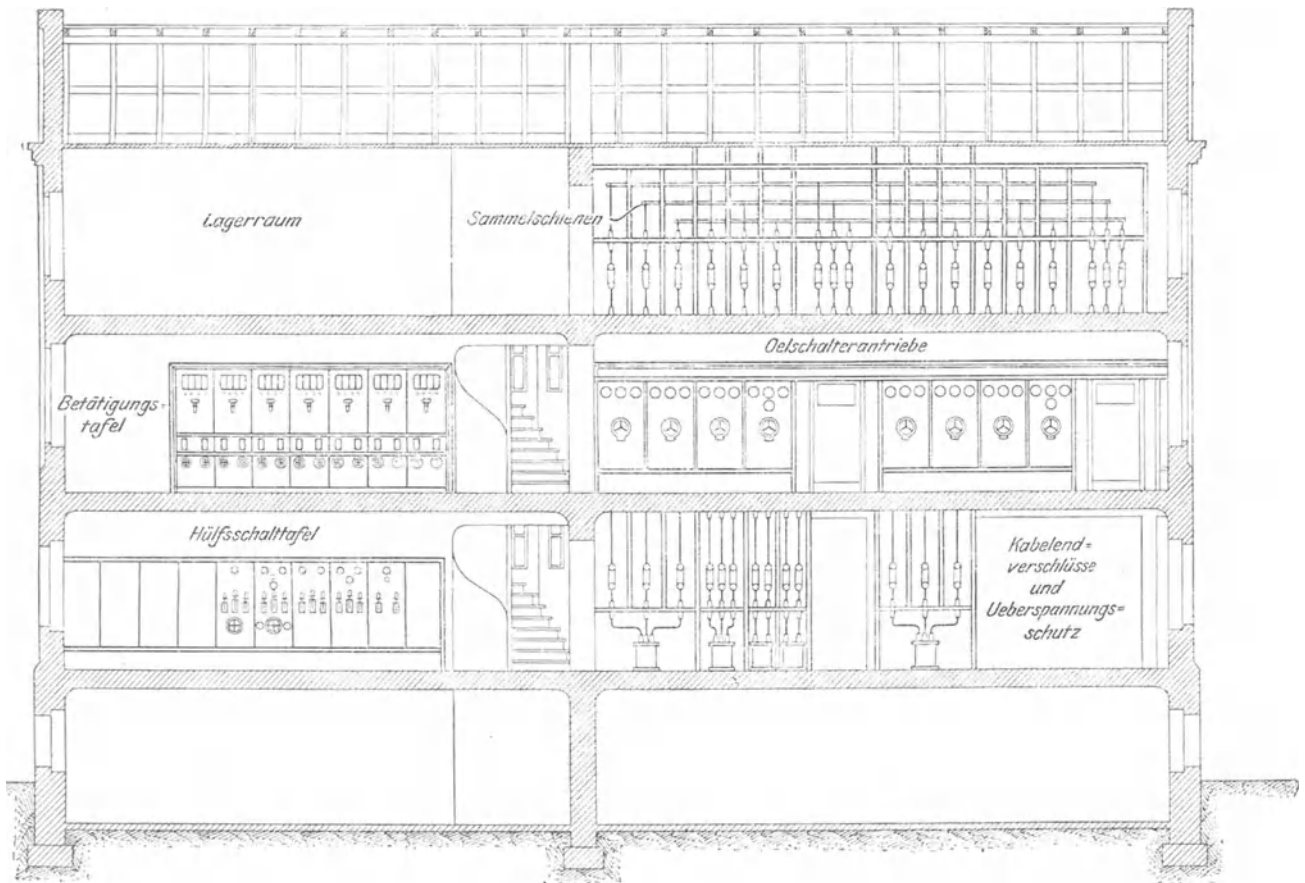 Lagerraum
Sammelschienen
Oelschalterantriebe
Betätigungs=
tafel
Hülfsschalttafel
Kabelend=
verschlüsse
und
Ueberspannungs=
schutz